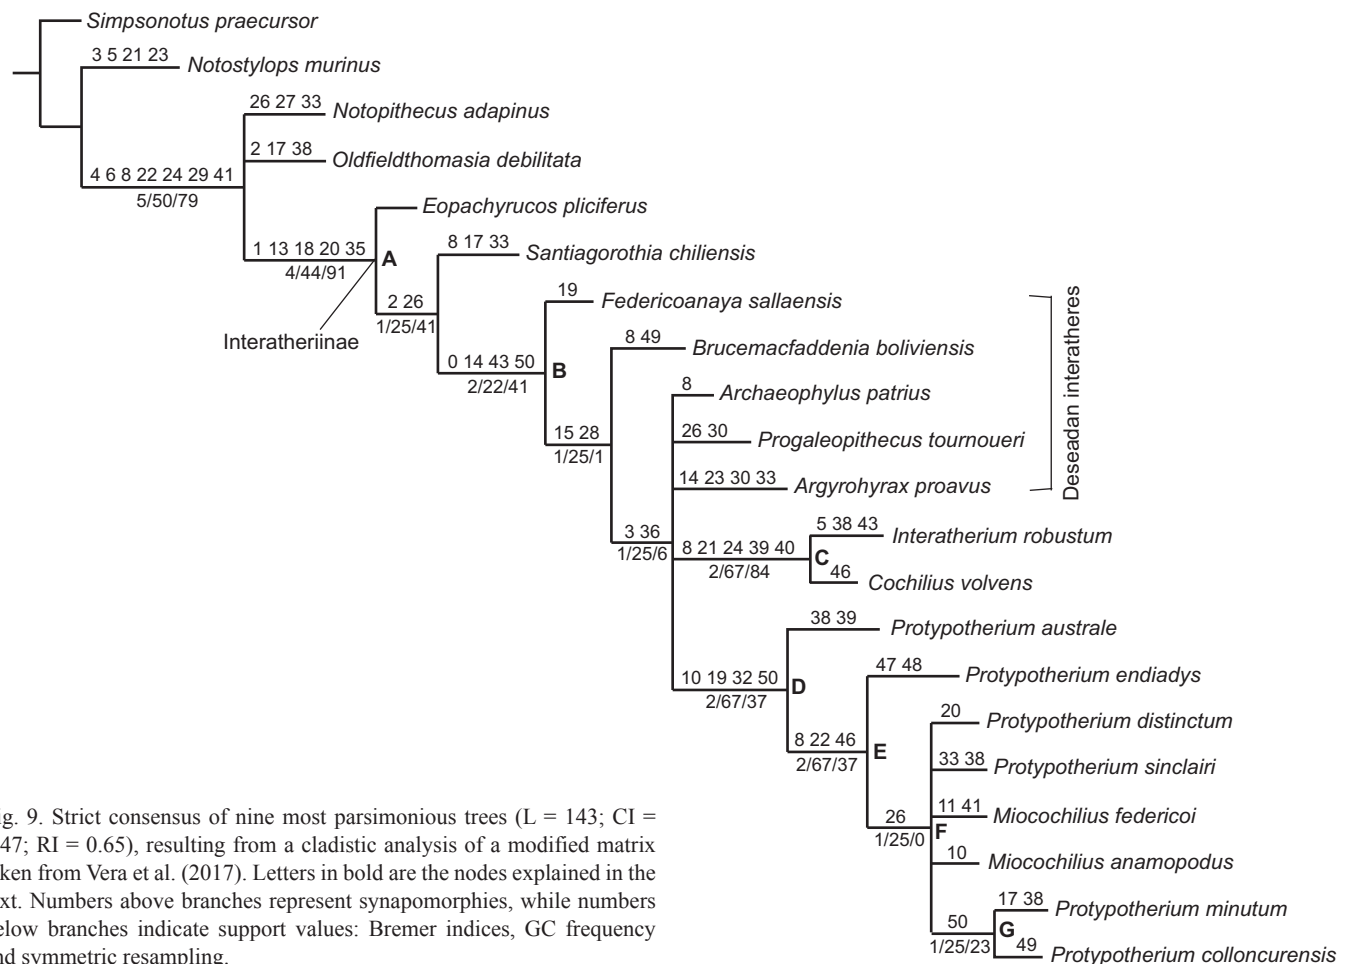 Simpsonotus praecursor
3 5 21 23
Notostylops murinus
26 27 33
Notopithecus adapinus
2 17 38
Oldfieldthomasia debilitata
4 6 8 22 24 29 41
5/50/79
Eopachyrucos pliciferus
1 13 18 20 35
A
4/44/91
8 17 33
Santiagorothia chiliensis
2 26
1/25/41
Interatheriinae
19
Federicoanaya sallaensis
0 14 43 50
B
2/22/41
8 49
Brucemacfaddenia boliviensis
8
Archaeophylus patrius
15 28
1/25/1
26 30
Progaleopithecus tournoueri
14 23 30 33
Argyrohyrax proavus
Deseadan interatheres
3 36
1/25/6
5 38 43
Interatherium robustum
8 21 24 39 40
C
2/67/84
46
Cochilius volvens
38 39
Protypotherium australe
10 19 32 50
D
2/67/37
47 48
Protypotherium endiadys
8 22 46
E
2/67/37
20
Protypotherium distinctum
33 38
Protypotherium sinclairi
26
F
1/25/0
11 41
Miocochilius federicoi
10
Miocochilius anamopodus
17 38
Protypotherium minutum
50
G
1/25/23
49
Protypotherium colloncurensis
ig. 9. Strict consensus of nine most parsimonious trees (L = 143; CI =
47; RI = 0.65), resulting from a cladistic analysis of a modified matrix
ken from Vera et al. (2017). Letters in bold are the nodes explained in the
xt. Numbers above branches represent synapomorphies, while numbers
elow branches indicate support values: Bremer indices, GC frequency
nd symmetric resampling.